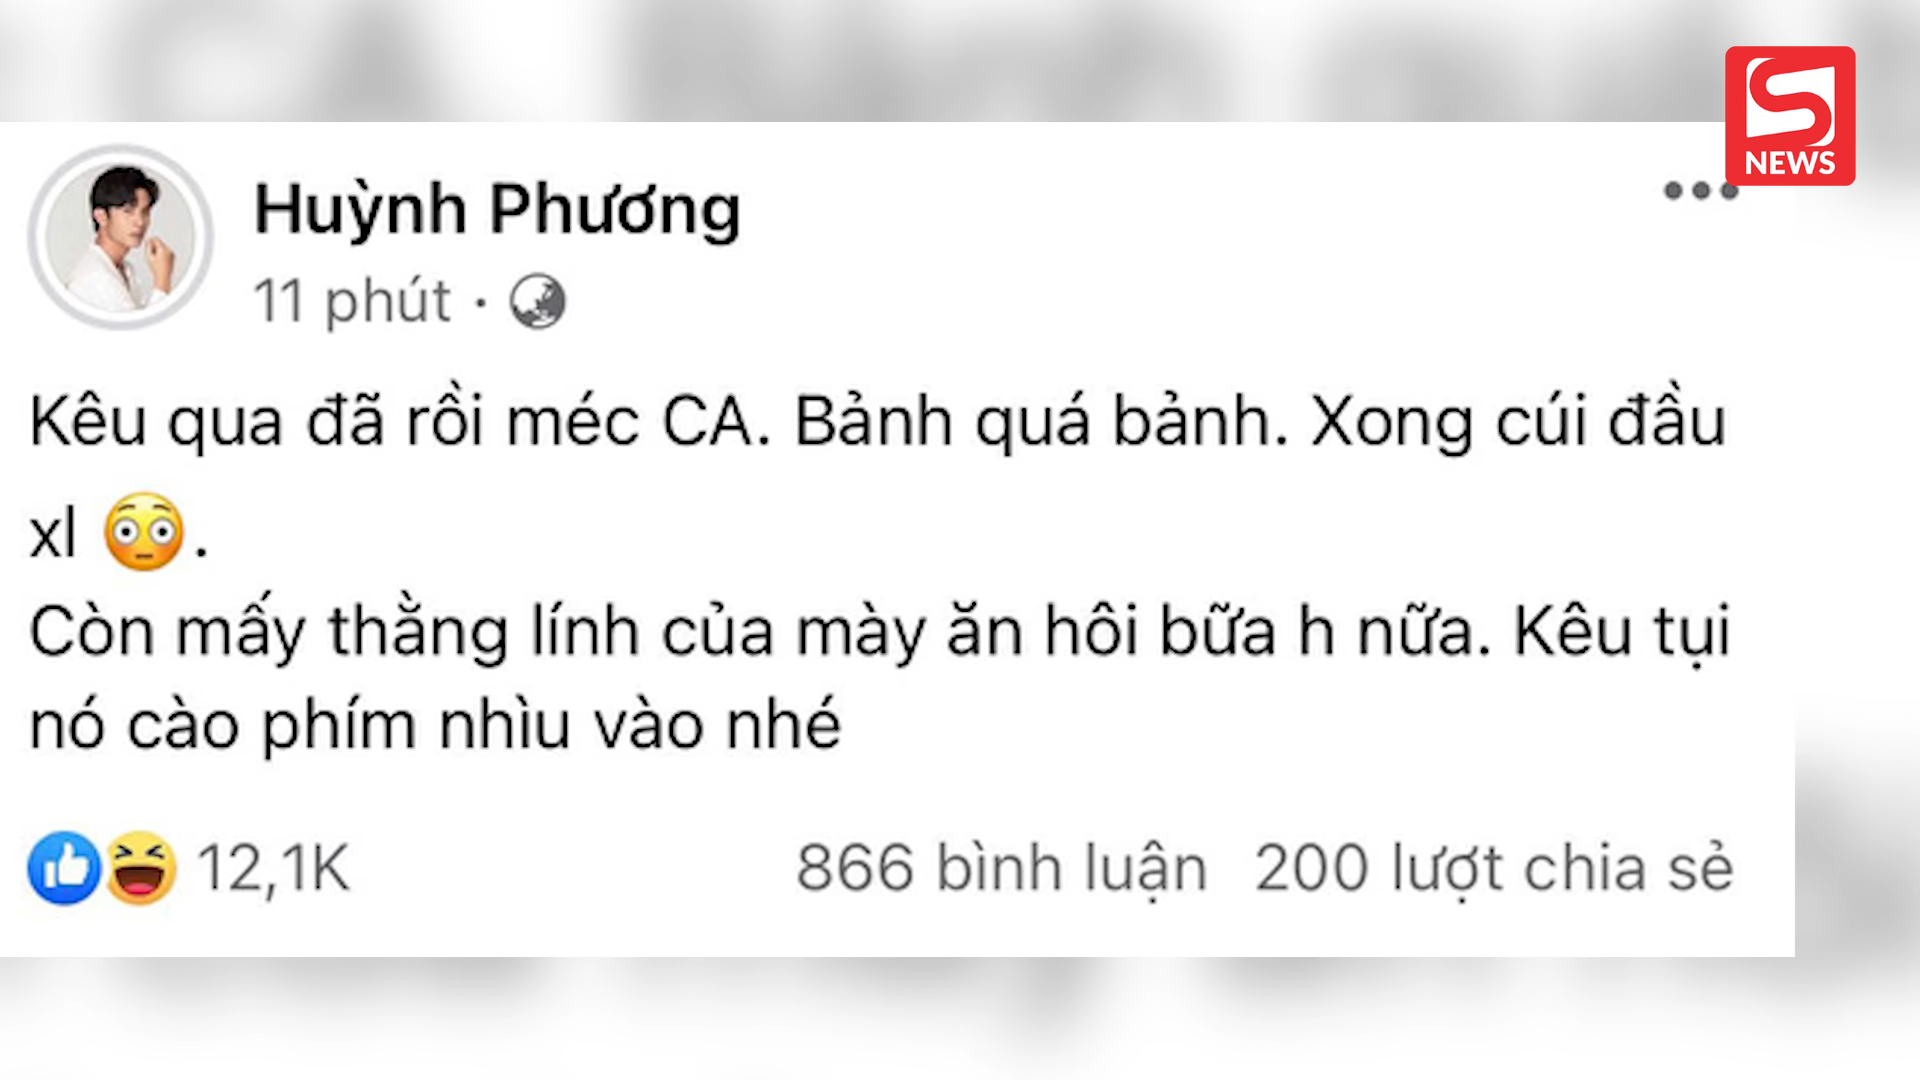 S
NEWS
Huỳnh Phương
11 phút ·
Kêu qua đã rồi méc CA. Bảnh quá bảnh. Xong cúi đầu
xl 😳.
Còn mấy thằng lính của mày ăn hôi bữa h nữa. Kêu tụi
nó cào phím nhìu vào nhé
12,1K 866 bình luận 200 lượt chia sẻ